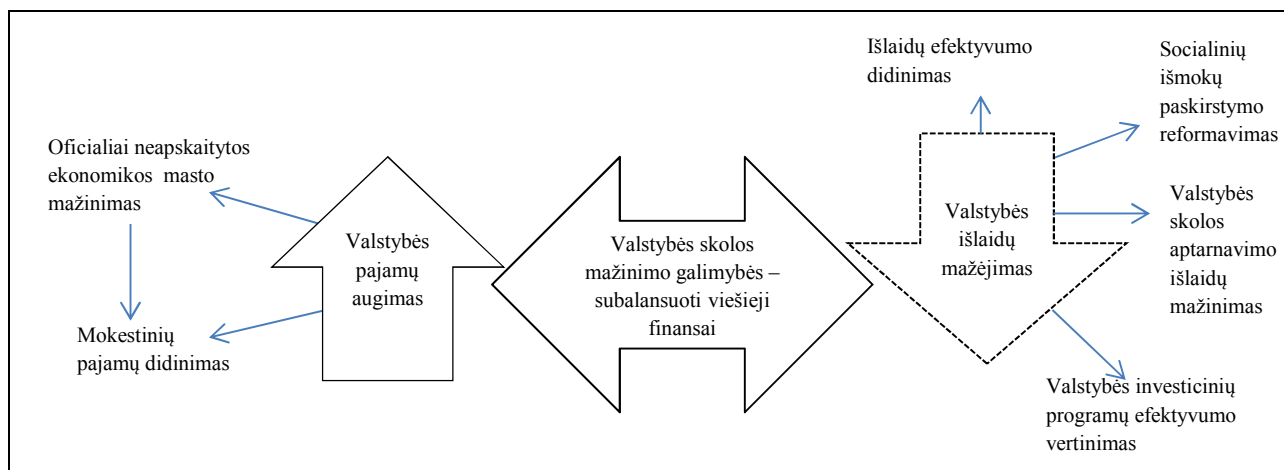 Oficialiai neapskaitytos
ekonomikos masto
mažinimas
Mokestinių
pajamų didinimas
Valstybės
pajamų
augimas
Valstybės skolos
mažinimo galimybės –
subalansuoti viešieji
finansai
Išlaidų efektyvumo
didinimas
Valstybės
išlaidų
mažėjimas
Socialinių
išmokų
paskirstymo
reformavimas
Valstybės
skolos
aptarnavimo
išlaidų
mažinimas
Valstybės investicinių
programų efektyvumo
vertinimas